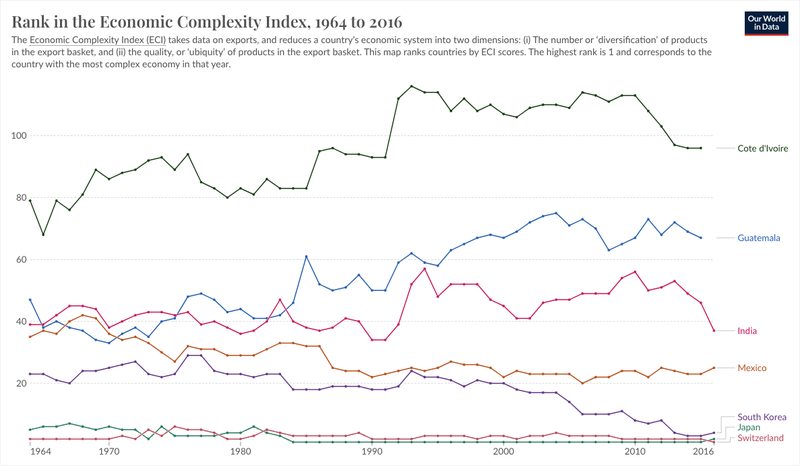 Rank in the Economic Complexity Index, 1964 to 2016
Our World
in Data
The Economic Complexity Index (ECI) takes data on exports, and reduces a country's economic system into two dimensions: (i) The number or 'diversification' of products
in the export basket, and (ii) the quality, or 'ubiquity' of products in the export basket. This map ranks countries by ECI scores. The highest rank is 1 and corresponds to the
country with the most complex economy in that year.
100
80
60
40
20
Cote d'Ivoire
Guatemala
India
Mexico
South Korea
Japan
Switzerland
1964
1970
1980
1990
2000
2010
2016